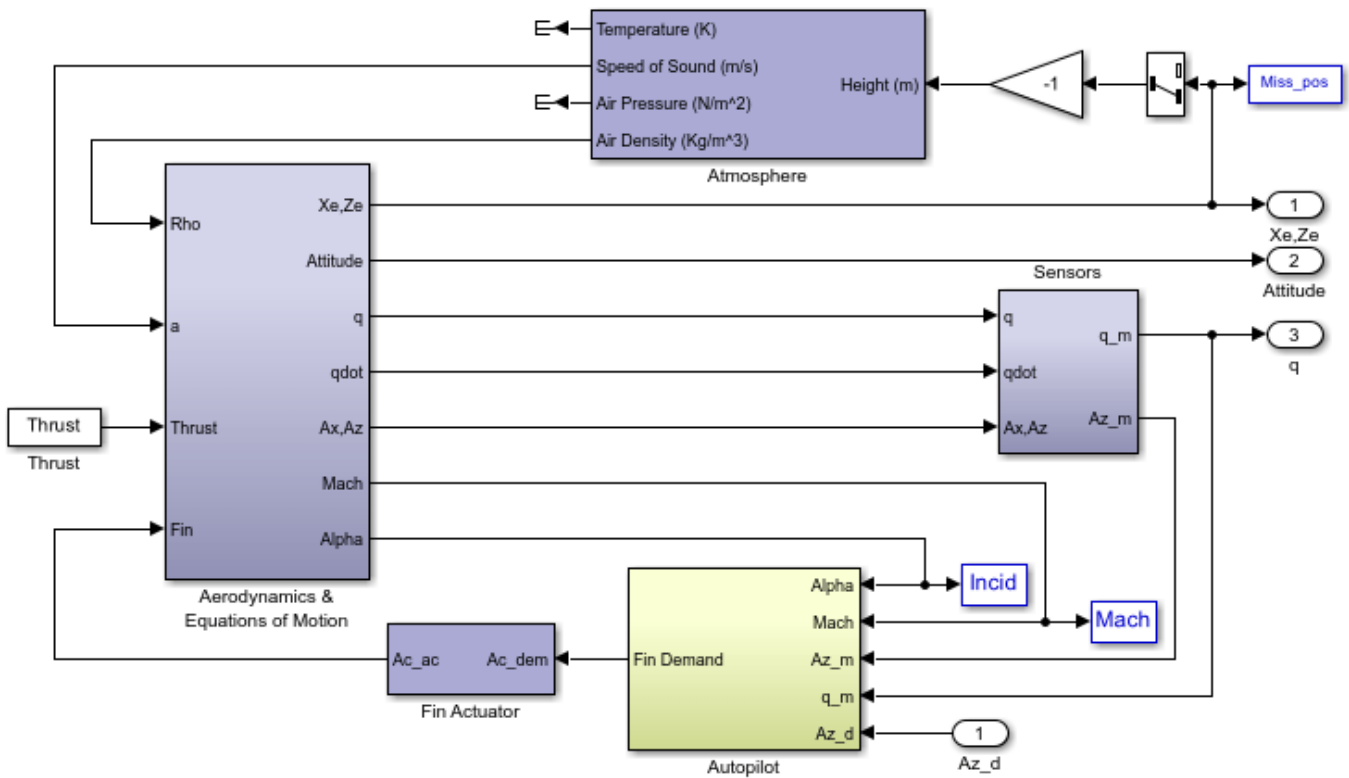 Temperature (K)
Speed of Sound (m/s)
Air Pressure (N/m^2)
Air Density (Kg/m^3)
Height (m)
Atmosphere
-1
Miss_pos
Rho
a
Thrust
Fin
Xe,Ze
Attitude
q
qdot
Ax,Az
Mach
Alpha
Aerodynamics &
Equations of Motion
Thrust
Thrust
1
Xe,Ze
2
Attitude
3
q
Sensors
q
qdot
Ax,Az
q_m
Az_m
Incid
Mach
Alpha
Mach
Az_m
q_m
Az_d
Fin Demand
Autopilot
Ac_ac
Ac_dem
Fin Actuator
1
Az_d